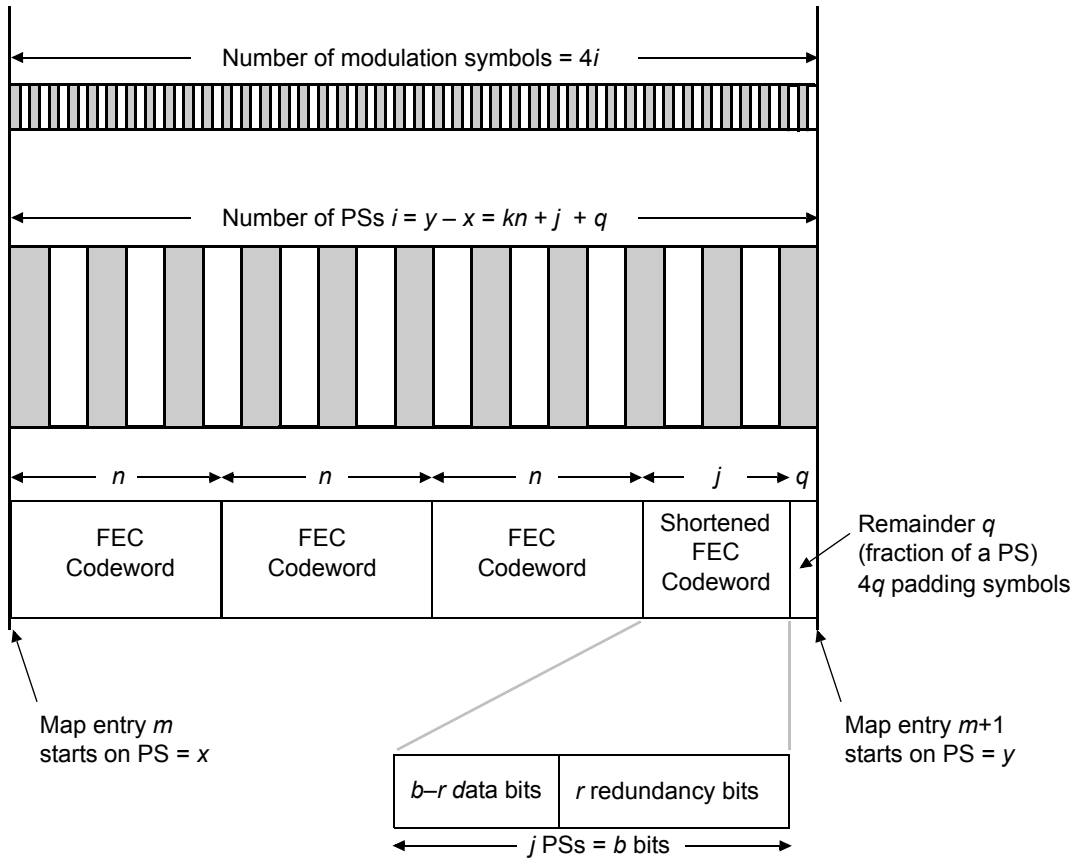 Number of modulation symbols = 4i
Number of PSs i = y – x = kn + j + q
n
n
n
j
q
FEC
Codeword
FEC
Codeword
FEC
Codeword
Shortened
FEC
Codeword
Remainder q
(fraction of a PS)
4q padding symbols
Map entry m
starts on PS = x
Map entry m+1
starts on PS = y
b–r data bits
r redundancy bits
j PSs = b bits